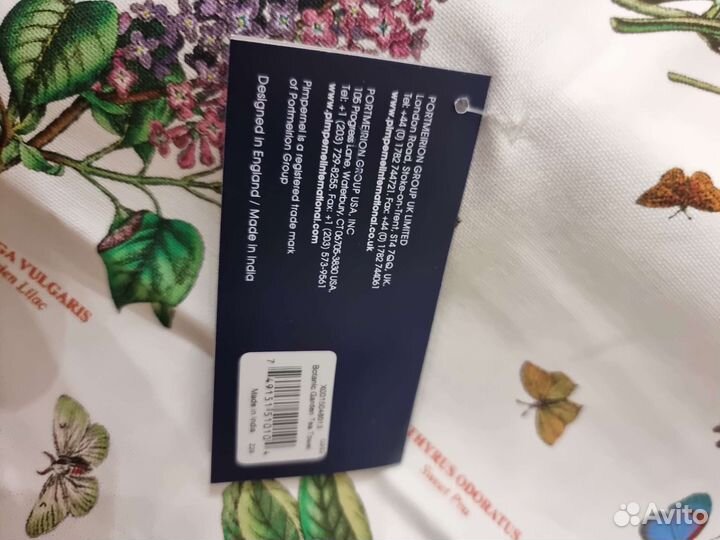 PORTMEIRION GROUP UK LIMITED
London Road, Stoke-on-Trent, ST4 7QQ, UK.
Tel: +44 (0) 1782 744721, Fax: +44 (0) 1782 744061
www.pimpernelinternational.co.uk
PORTMEIRION GROUP USA, INC
105 Progress Lane, Waterbury, CT 06705-3830 USA,
Tel: +1 (203) 729-8255, Fax: +1 (203) 573-9561
www.pimpernelinternational.com
Pimpernel is a registered trade mark
of Portmeirion Group
Designed in England / Made in India
Botanic Garden Tea Towel
7 49151 51010 4
Made in India
GA VULGARIS
den Lilac
THYRUS ODORATUS
Sweet Pea
Avito